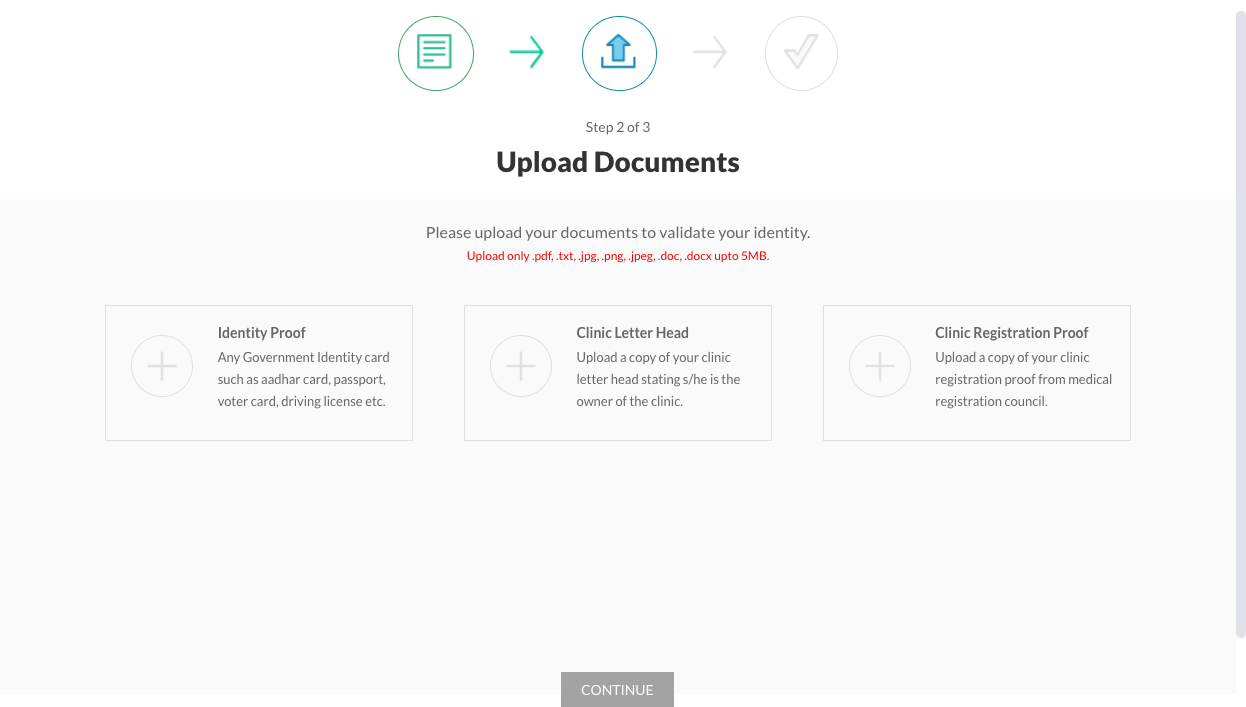 Step 2 of 3
Upload Documents
Please upload your documents to validate your identity.
Upload only .pdf, .txt, .jpg, .png, .jpeg, .doc, .docx upto 5MB.
Identity Proof
Any Government Identity card
such as aadhar card, passport,
voter card, driving license etc.
Clinic Letter Head
Upload a copy of your clinic
letter head stating s/he is the
owner of the clinic.
Clinic Registration Proof
Upload a copy of your clinic
registration proof from medical
registration council.
CONTINUE